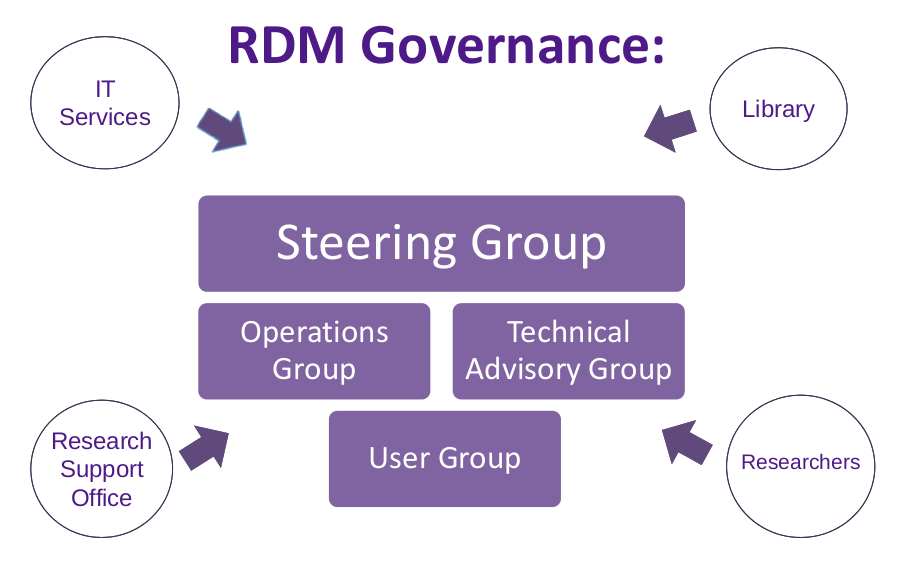 RDM Governance:
IT
Services
Library
Steering Group
Operations
Group
Technical
Advisory Group
Research
Support
Office
User Group
Researchers